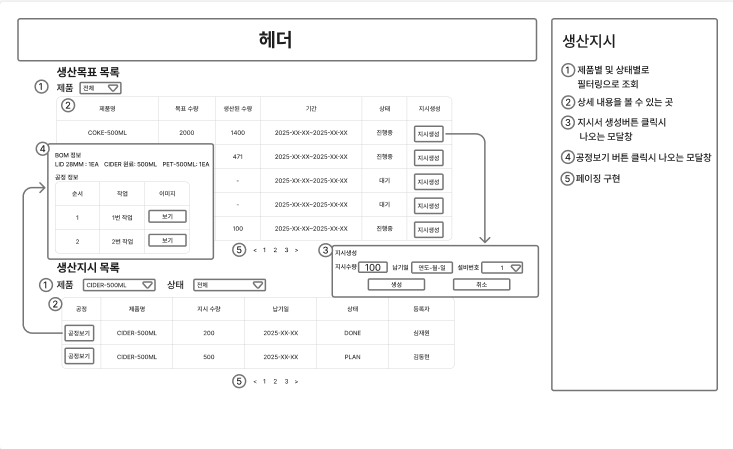 헤더
생산목표 목록
1 제품 전체
2 제품명 목표 수량 생산된 수량 기간 상태 지시생성
COKE-500ML 2000 1400 2025-XX-XX~2025-XX-XX 진행중 지시생성
471 2025-XX-XX~2025-XX-XX 진행중 지시생성
- 2025-XX-XX~2025-XX-XX 대기 지시생성
- 2025-XX-XX~2025-XX-XX 대기 지시생성
100 2025-XX-XX~2025-XX-XX 진행중 지시생성
5 < 1 2 3 >
4
BOM 정보
LID 28MM : 1EA CIDER 원료: 500ML PET-500ML: 1EA
공정 정보
순서 작업 이미지
1 1번 작업 보기
2 2번 작업 보기
3 지시생성
지시수량 100 납기일 연도-월-일 설비번호 1
생성 취소
생산지시 목록
1 제품 CIDER-500ML 상태 전체
2 공정 제품명 지시 수량 납기일 상태 등록자
공정보기 CIDER-500ML 200 2025-XX-XX DONE 심재원
공정보기 CIDER-500ML 500 2025-XX-XX PLAN 김동현
5 < 1 2 3 >
생산지시
1 제품별 및 상태별로
필터링으로 조회
2 상세 내용을 볼 수 있는 곳
3 지시서 생성버튼 클릭시
나오는 모달창
4 공정보기 버튼 클릭시 나오는 모달창
5 페이징 구현